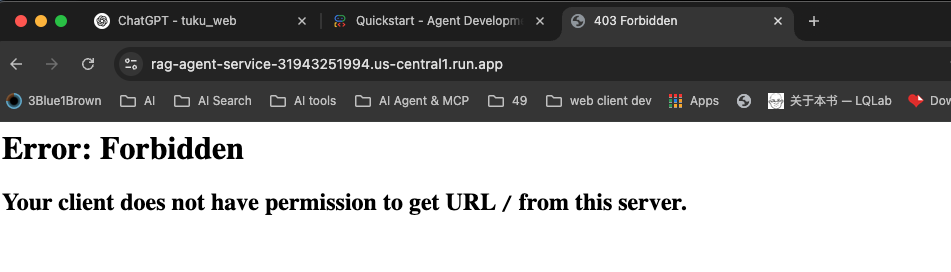 ChatGPT - tuku_web
Quickstart - Agent Developm
403 Forbidden
rag-agent-service-31943251994.us-central1.run.app
3Blue1Brown
AI
AI Search
AI tools
AI Agent & MCP
49
web client dev
Apps
关于本书 — LQLab
Dow
Error: Forbidden
Your client does not have permission to get URL / from this server.